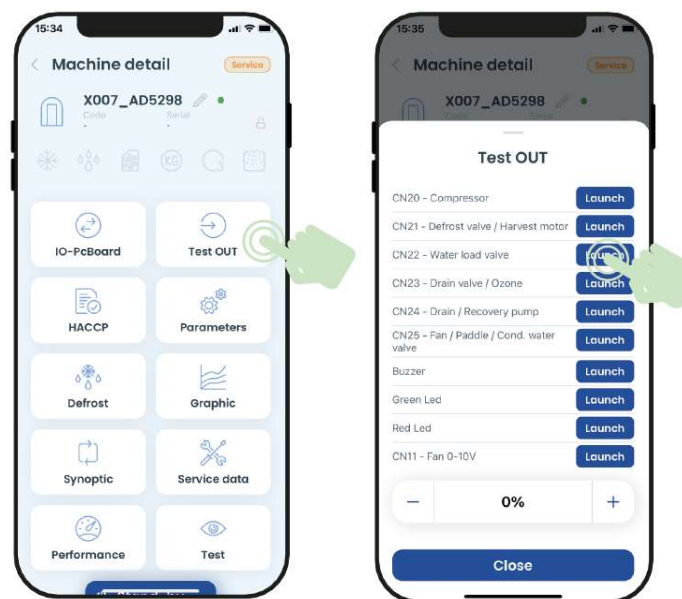 15:34
Machine detail
Service
X007_AD5298
Code
Serial
-
-
KG
IO-PcBoard
Test OUT
HACCP
Parameters
Defrost
Graphic
Synoptic
Service data
Performance
Test
15:35
Machine detail
Service
X007_AD5298
Test OUT
CN20 - Compressor
Launch
CN21 - Defrost valve / Harvest motor
Launch
CN22 - Water load valve
Launch
CN23 - Drain valve / Ozone
Launch
CN24 - Drain / Recovery pump
Launch
CN25 - Fan / Paddle / Cond. water
valve
Launch
Buzzer
Launch
Green Led
Launch
Red Led
Launch
CN11 - Fan 0-10V
Launch
− 0% +
Close